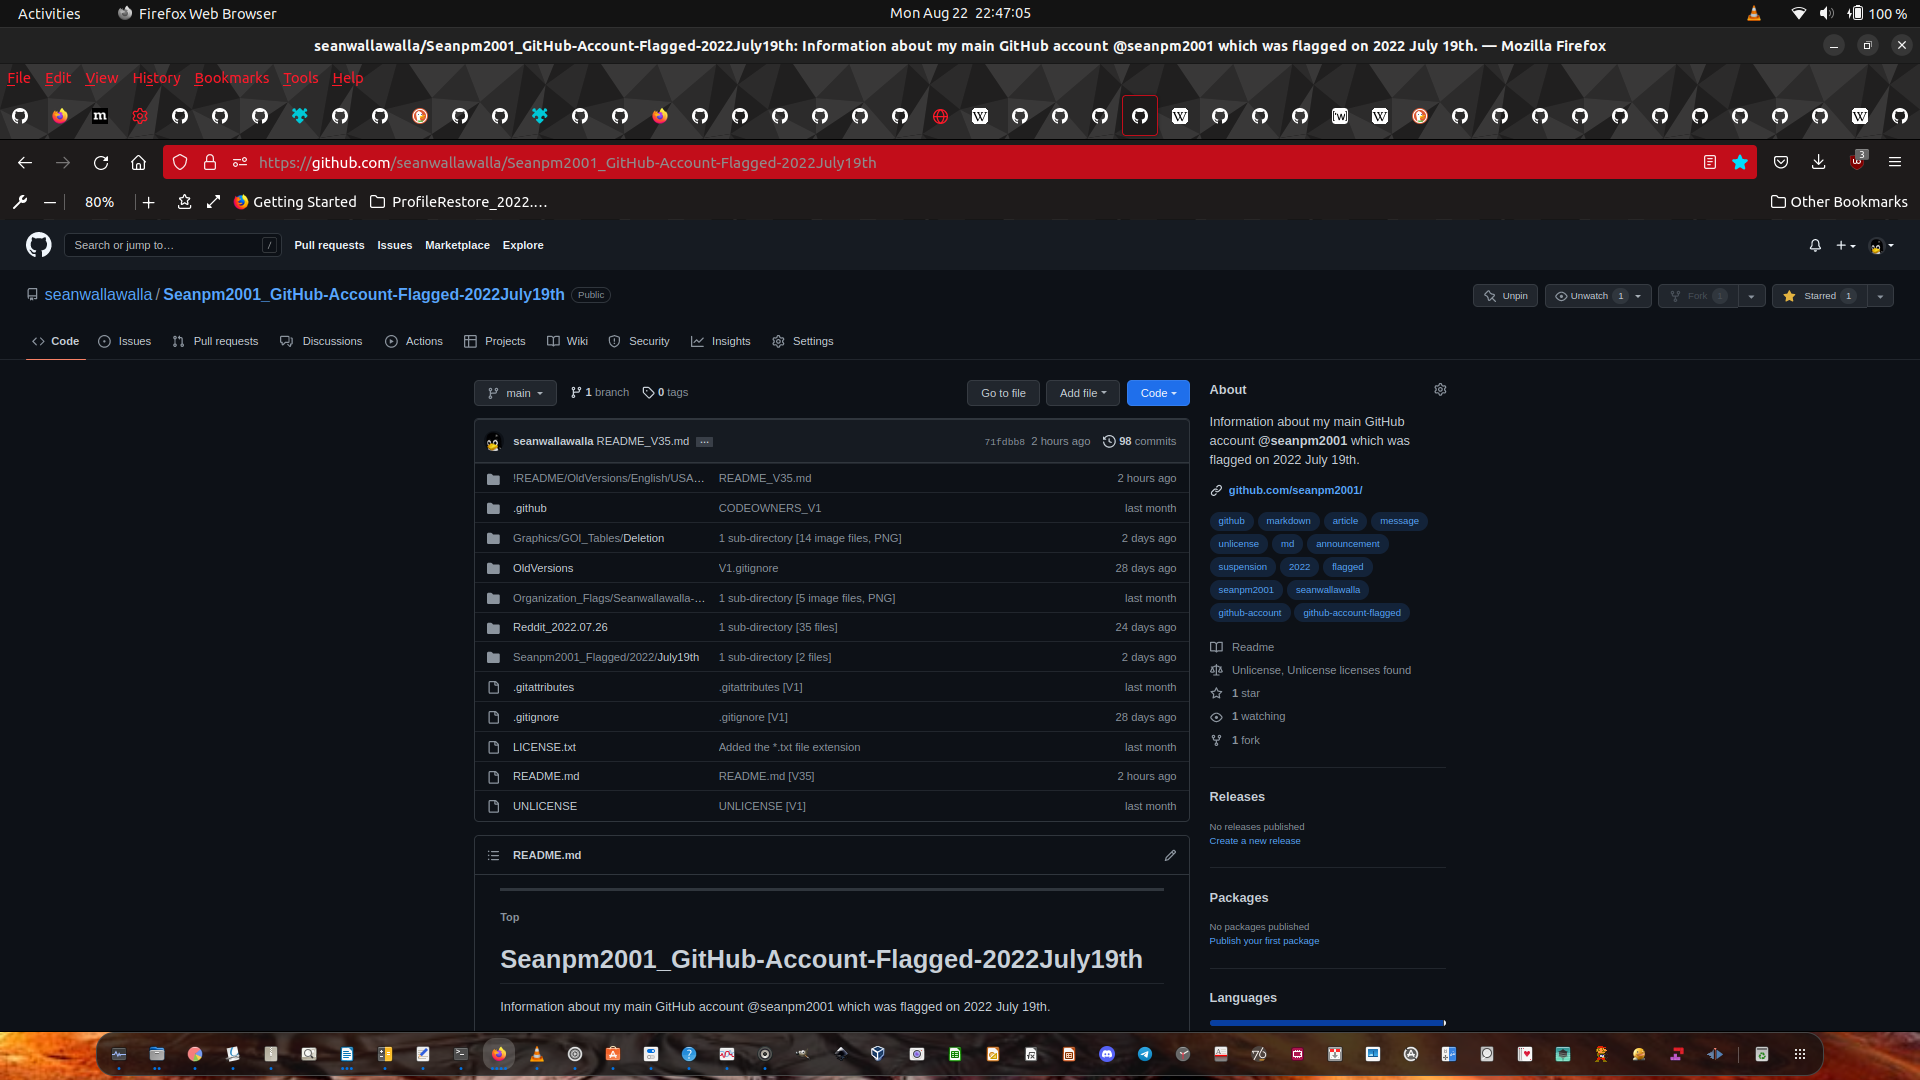 Activities Firefox Web Browser Mon Aug 22 22:47:05 100 %
seanwallawalla/Seanpm2001_GitHub-Account-Flagged-2022July19th: Information about my main GitHub account @seanpm2001 which was flagged on 2022 July 19th. — Mozilla Firefox
File Edit View History Bookmarks Tools Help
https://github.com/seanwallawalla/Seanpm2001_GitHub-Account-Flagged-2022July19th 3
80% Getting Started ProfileRestore_2022.… Other Bookmarks
Search or jump to… / Pull requests Issues Marketplace Explore
seanwallawalla / Seanpm2001_GitHub-Account-Flagged-2022July19th Public Unpin Unwatch 1 Fork 1 Starred 1
Code Issues Pull requests Discussions Actions Projects Wiki Security Insights Settings
main 1 branch 0 tags Go to file Add file Code
seanwallawalla README_V35.md … 71fdbb8 2 hours ago 98 commits
!README/OldVersions/English/USA… README_V35.md 2 hours ago
.github CODEOWNERS_V1 last month
Graphics/GOI_Tables/Deletion 1 sub-directory [14 image files, PNG] 2 days ago
OldVersions V1.gitignore 28 days ago
Organization_Flags/Seanwallawalla-… 1 sub-directory [5 image files, PNG] last month
Reddit_2022.07.26 1 sub-directory [35 files] 24 days ago
Seanpm2001_Flagged/2022/July19th 1 sub-directory [2 files] 2 days ago
.gitattributes .gitattributes [V1] last month
.gitignore .gitignore [V1] 28 days ago
LICENSE.txt Added the *.txt file extension last month
README.md README.md [V35] 2 hours ago
UNLICENSE UNLICENSE [V1] last month
README.md
Top
Seanpm2001_GitHub-Account-Flagged-2022July19th
Information about my main GitHub account @seanpm2001 which was flagged on 2022 July 19th.
About
Information about my main GitHub
account @seanpm2001 which was
flagged on 2022 July 19th.
github.com/seanpm2001/
github markdown article message
unlicense md announcement
suspension 2022 flagged
seanpm2001 seanwallawalla
github-account github-account-flagged
Readme
Unlicense, Unlicense licenses found
1 star
1 watching
1 fork
Releases
No releases published
Create a new release
Packages
No packages published
Publish your first package
Languages